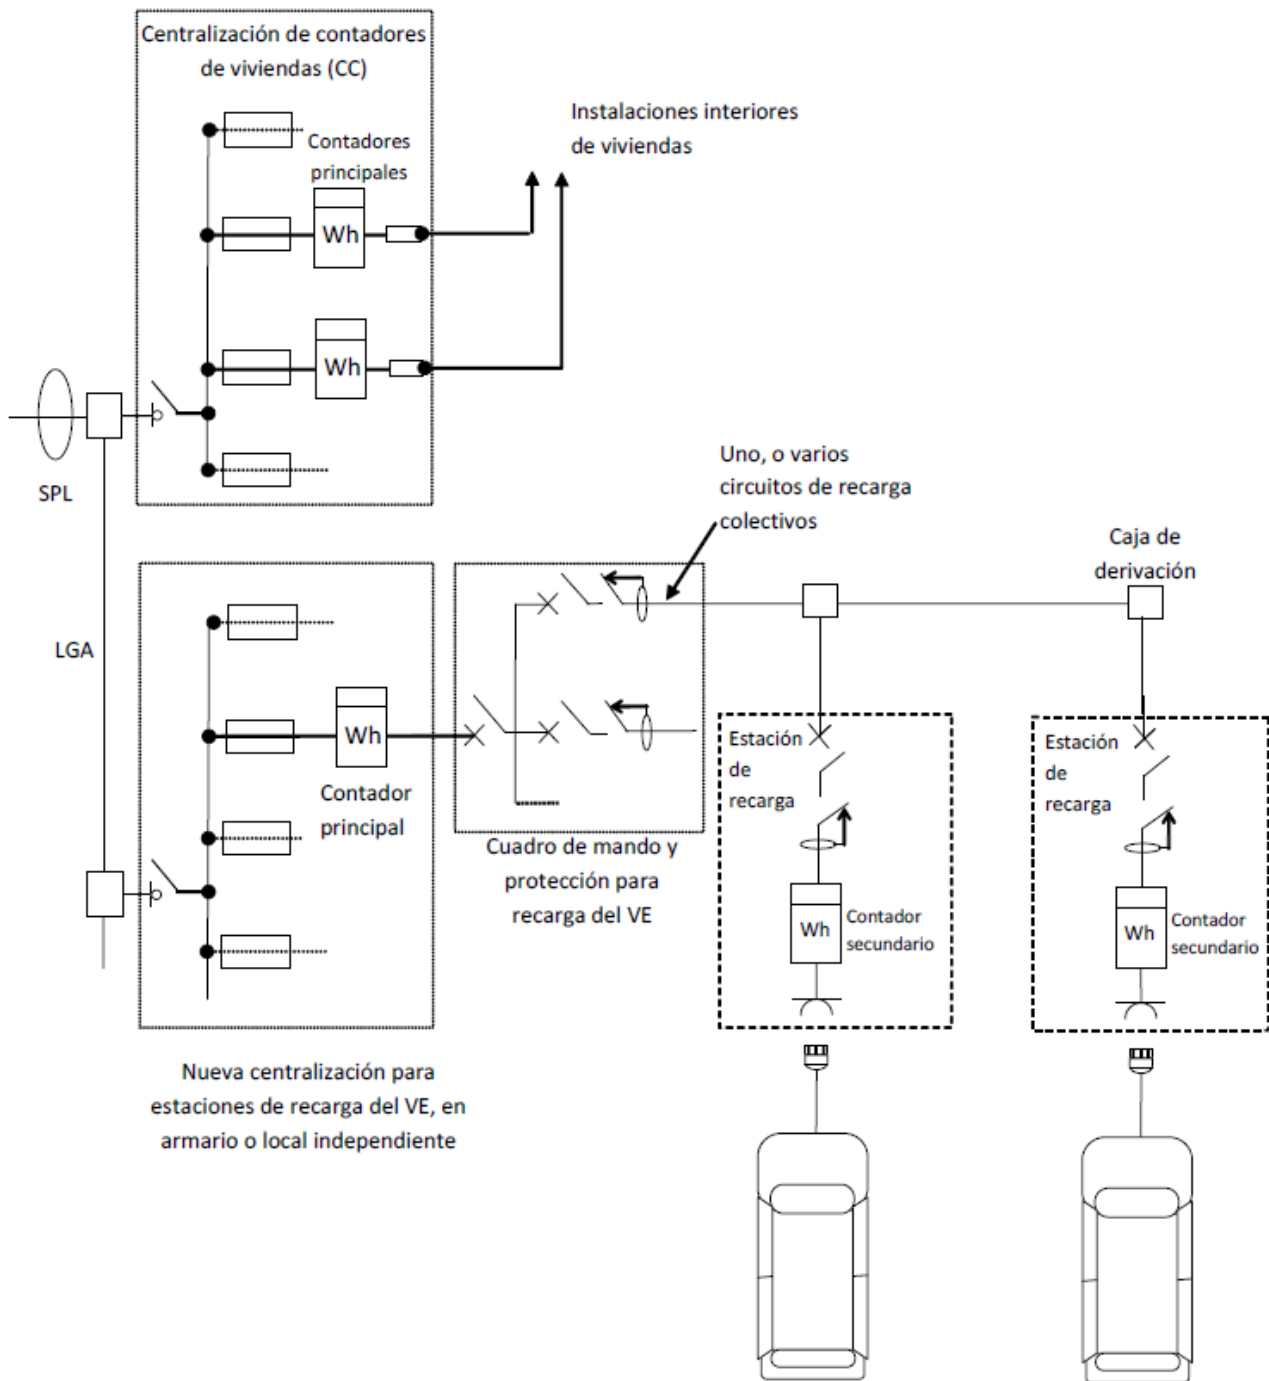 Centralización de contadores
de viviendas (CC)
Instalaciones interiores
de viviendas
Contadores
principales
Wh
Wh
SPL
Uno, o varios
circuitos de recarga
colectivos
Caja de
derivación
LGA
Wh
Contador
principal
Estación
de
recarga
Estación
de
recarga
Cuadro de mando y
protección para
recarga del VE
Wh
Contador
secundario
Wh
Contador
secundario
Nueva centralización para
estaciones de recarga del VE, en
armario o local independiente